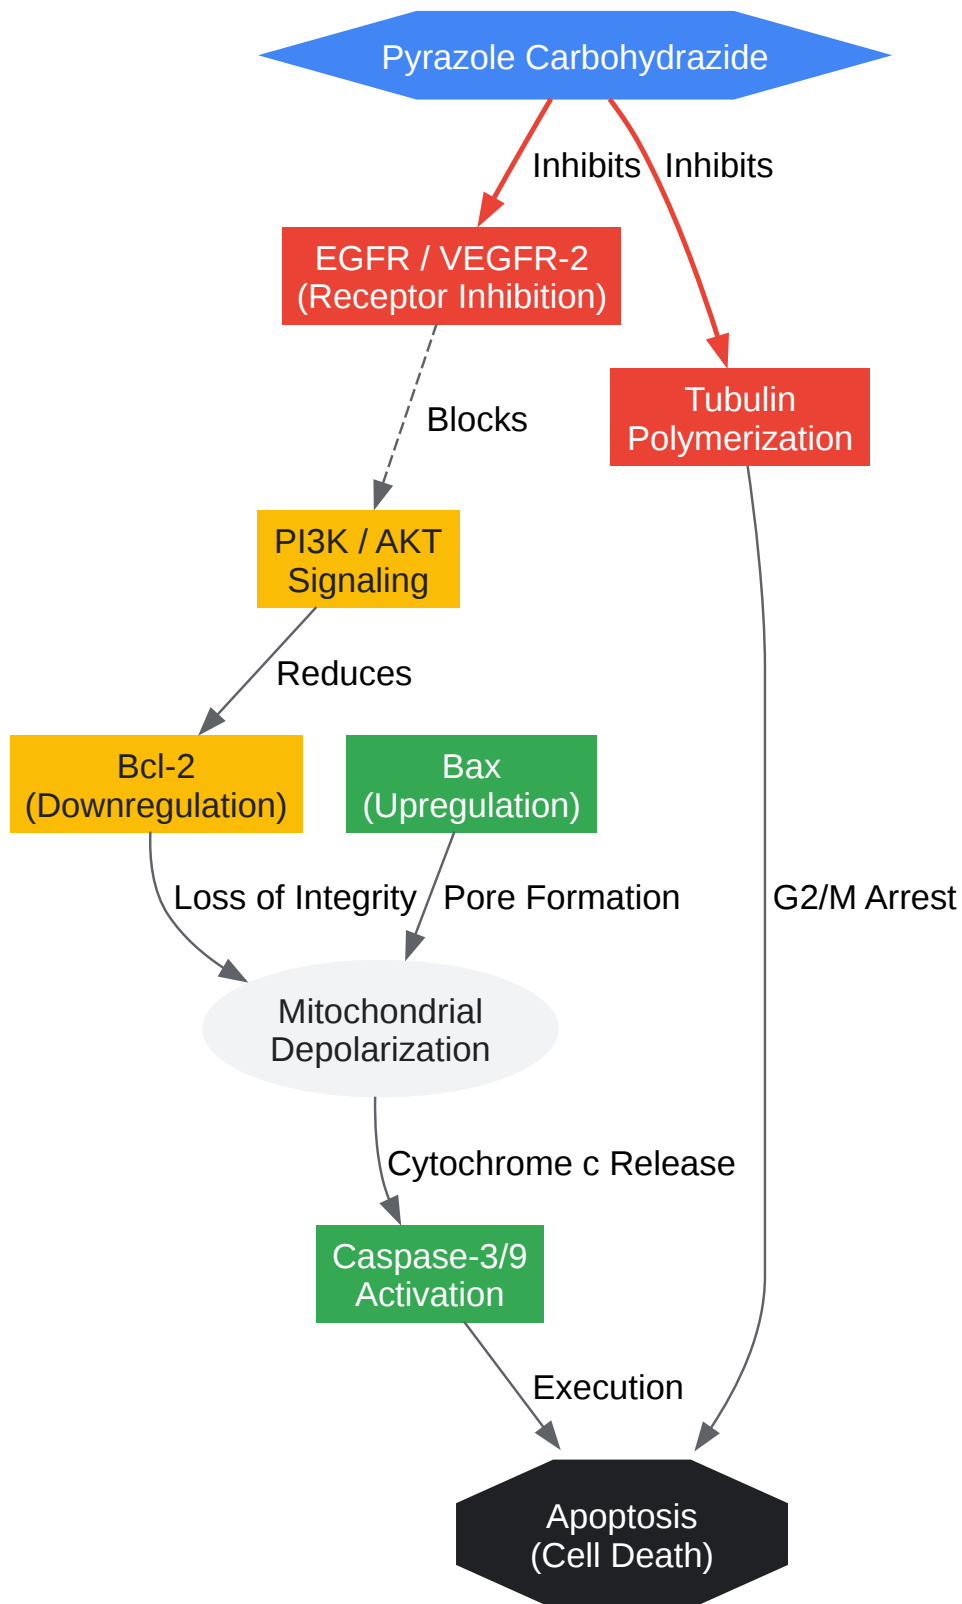 Pyrazole Carbohydrazide
Inhibits
Inhibits
EGFR / VEGFR-2
(Receptor Inhibition)
Tubulin
Polymerization
Blocks
PI3K / AKT
Signaling
Reduces
Bcl-2
(Downregulation)
Bax
(Upregulation)
Loss of Integrity
Pore Formation
G2/M Arrest
Mitochondrial
Depolarization
Cytochrome c Release
Caspase-3/9
Activation
Execution
Apoptosis
(Cell Death)